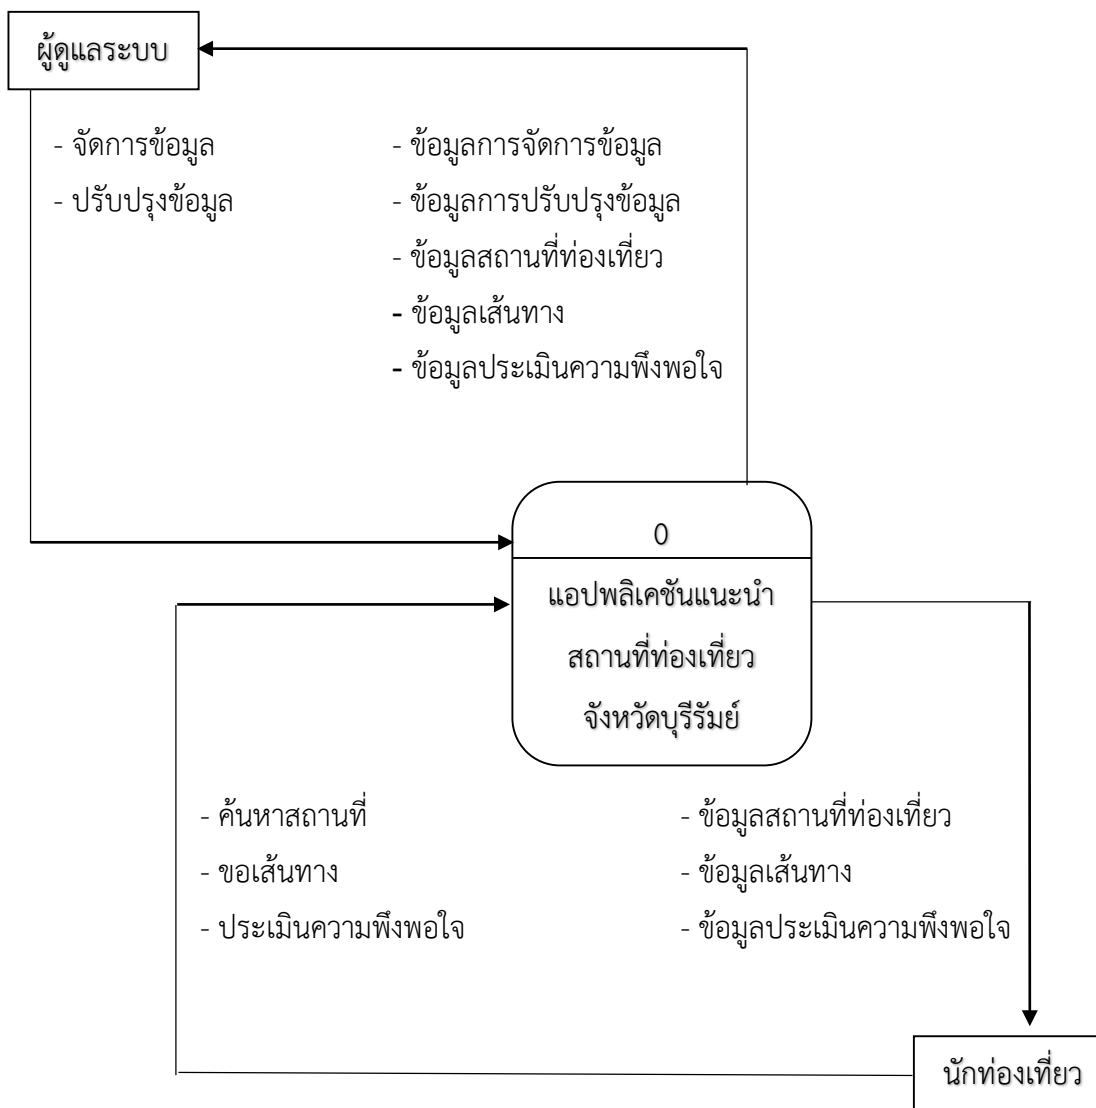 ผู้ดูแลระบบ
- จัดการข้อมูล
- ปรับปรุงข้อมูล
- ข้อมูลการจัดการข้อมูล
- ข้อมูลการปรับปรุงข้อมูล
- ข้อมูลสถานที่ท่องเที่ยว
- ข้อมูลเส้นทาง
- ข้อมูลประเมินความพึงพอใจ
0
แอปพลิเคชันแนะนำ
สถานที่ท่องเที่ยว
จังหวัดบุรีรัมย์
- ค้นหาสถานที่
- ขอเส้นทาง
- ประเมินความพึงพอใจ
- ข้อมูลสถานที่ท่องเที่ยว
- ข้อมูลเส้นทาง
- ข้อมูลประเมินความพึงพอใจ
นักท่องเที่ยว